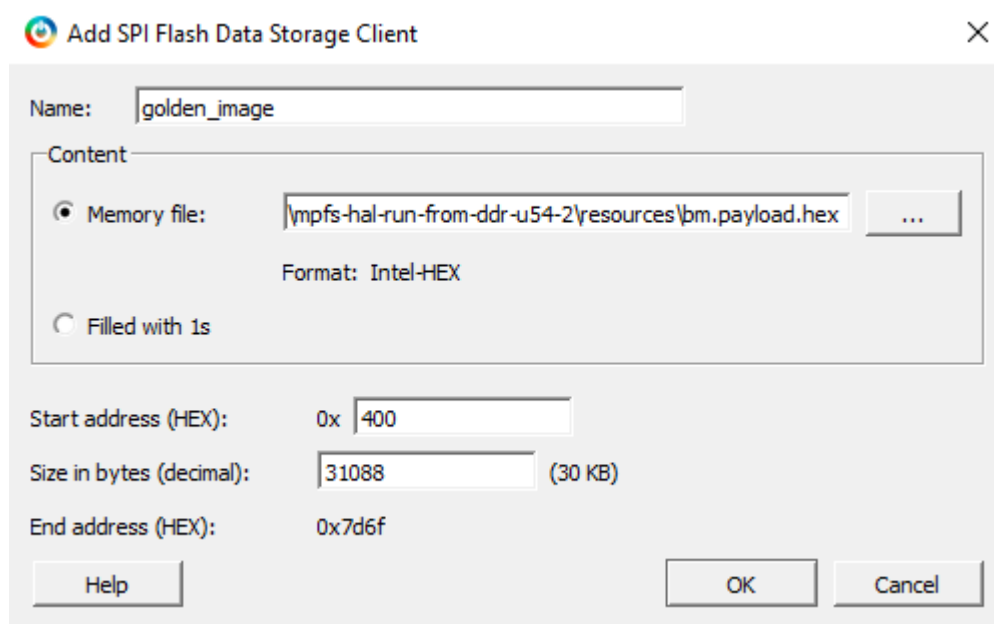 Add SPI Flash Data Storage Client
Name: golden_image
Content
Memory file: \mpfs-hal-run-from-ddr-u54-2\resources\bm.payload.hex ...
Format: Intel-HEX
Filled with 1s
Start address (HEX): 0x 400
Size in bytes (decimal): 31088 (30 KB)
End address (HEX): 0x7d6f
Help OK Cancel